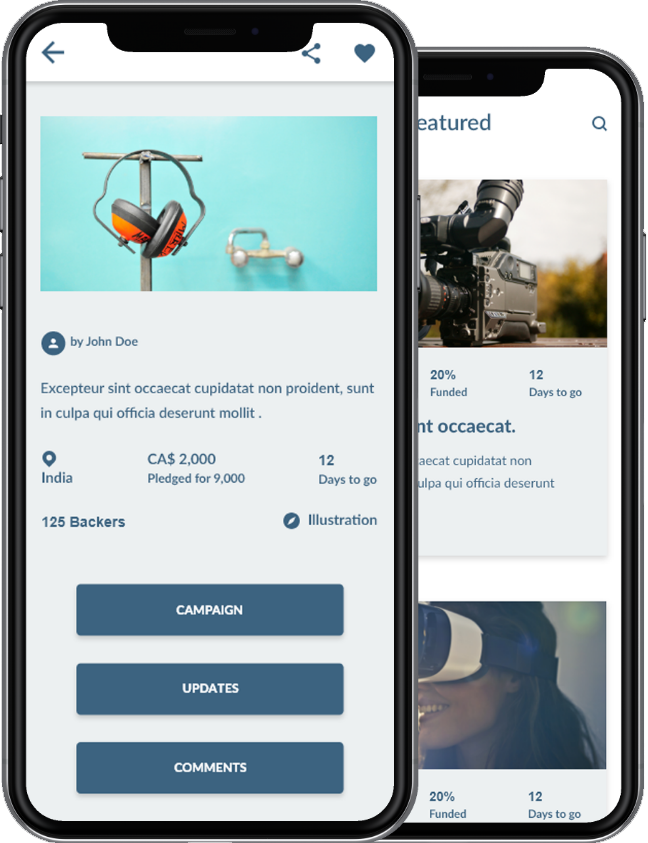 by John Doe
Excepteur sint occaecat cupidatat non proident, sunt
in culpa qui officia deserunt mollit .
India
CA$ 2,000
Pledged for 9,000
12
Days to go
125 Backers
Illustration
CAMPAIGN
UPDATES
COMMENTS
eatured
20%
Funded
12
Days to go
nt occaecat.
aecat cupidatat non
ulpa qui officia deserunt
20%
Funded
12
Days to go